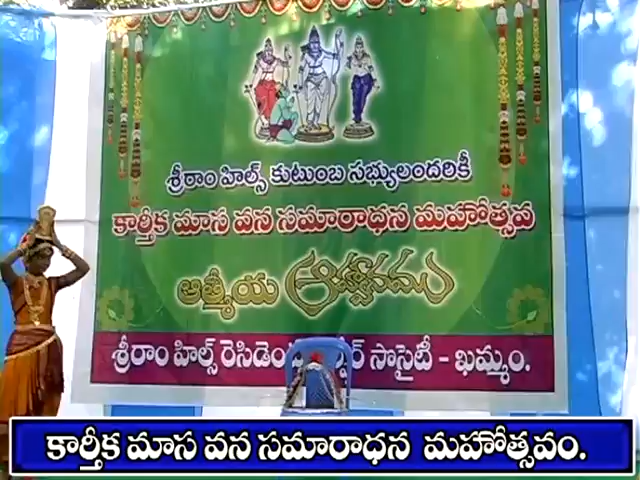 శ్రీరాం హిల్స్ కుటుంబ సభ్యులందరికీ
కార్తీక మాస వన సమారాధన మహోత్సవ
ఆత్మీయ ఆహ్వానము
శ్రీరాం హిల్స్ సొసైటీ - ఖమ్మం.
కార్తీక మాస వన సమారాధన మహోత్సవం.